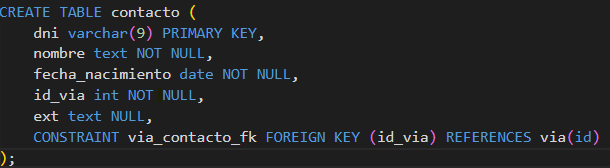 CREATE TABLE contacto (
    dni varchar(9) PRIMARY KEY,
    nombre text NOT NULL,
    fecha_nacimiento date NOT NULL,
    id_via int NOT NULL,
    ext text NULL,
    CONSTRAINT via_contacto_fk FOREIGN KEY (id_via) REFERENCES via(id)
);